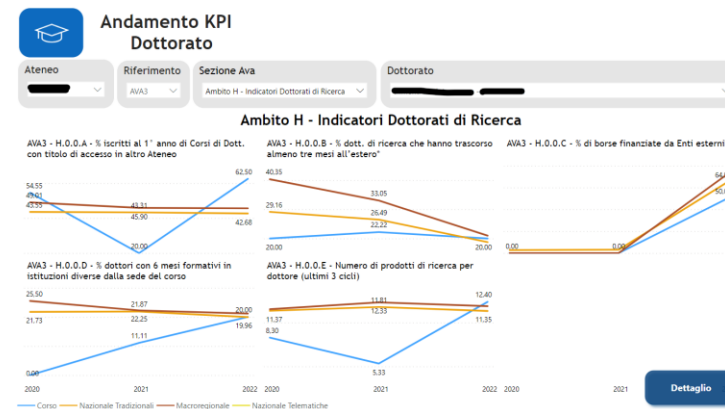 Andamento KPI
Dottorato
Ateneo
Riferimento
Sezione Ava
Dottorato
AVA3
Ambito H - Indicatori Dottorati di Ricerca
Ambito H - Indicatori Dottorati di Ricerca
AVA3 - H.0.0.A - % iscritti al 1° anno di Corsi di Dott.
con titolo di accesso in altro Ateneo
54.55
43.55
43.31
45.90
20.00
62.50
42.68
AVA3 - H.0.0.B - % dott. di ricerca che hanno trascorso
almeno tre mesi all'estero"
40.35
29.16
20.00
33.05
26.49
22.22
20.00
AVA3 - H.0.0.C - % di borse finanziate da Enti esterni
0.00
0.00
AVA3 - H.0.0.D - % dottori con 6 mesi formativi in
istituzioni diverse dalla sede del corso
25.50
21.73
0.00
21.87
22.25
11.11
20.00
19.96
2020
2021
2022
AVA3 - H.0.0.E - Numero di prodotti di ricerca per
dottore (ultimi 3 cicli)
11.37
8.30
11.81
12.33
5.33
12.40
11.35
2020
2021
2022
2020
2021
Dettaglio
Corso
Nazionale Tradizionali
Macroregionale
Nazionale Telematiche